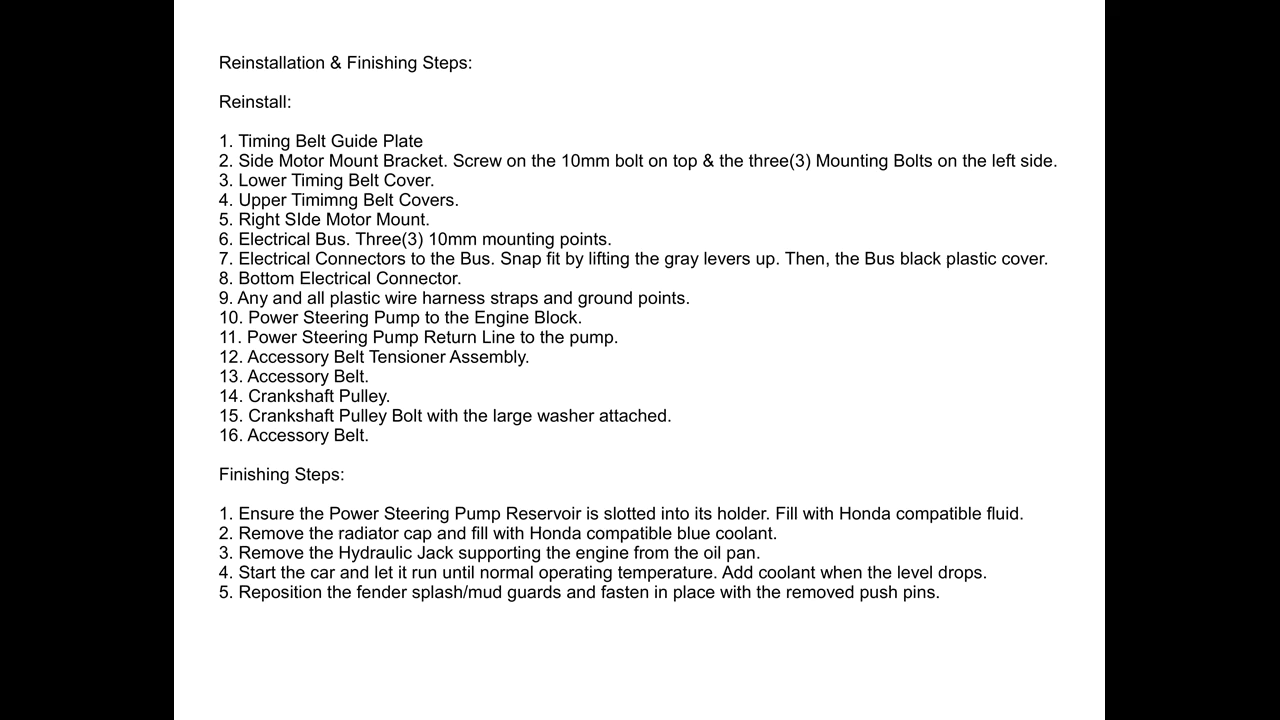 Reinstallation & Finishing Steps:
Reinstall:
1. Timing Belt Guide Plate
2. Side Motor Mount Bracket. Screw on the 10mm bolt on top & the three(3) Mounting Bolts on the left side.
3. Lower Timing Belt Cover.
4. Upper Timimng Belt Covers.
5. Right SIde Motor Mount.
6. Electrical Bus. Three(3) 10mm mounting points.
7. Electrical Connectors to the Bus. Snap fit by lifting the gray levers up. Then, the Bus black plastic cover.
8. Bottom Electrical Connector.
9. Any and all plastic wire harness straps and ground points.
10. Power Steering Pump to the Engine Block.
11. Power Steering Pump Return Line to the pump.
12. Accessory Belt Tensioner Assembly.
13. Accessory Belt.
14. Crankshaft Pulley.
15. Crankshaft Pulley Bolt with the large washer attached.
16. Accessory Belt.
Finishing Steps:
1. Ensure the Power Steering Pump Reservoir is slotted into its holder. Fill with Honda compatible fluid.
2. Remove the radiator cap and fill with Honda compatible blue coolant.
3. Remove the Hydraulic Jack supporting the engine from the oil pan.
4. Start the car and let it run until normal operating temperature. Add coolant when the level drops.
5. Reposition the fender splash/mud guards and fasten in place with the removed push pins.